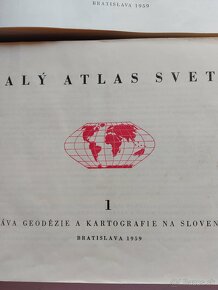 BRATISLAVA 1959
ALÝ ATLAS SVET
1
ÁVA GEODÉZIE A KARTOGRAFIE NA SLOVEN
BRATISLAVA 1959